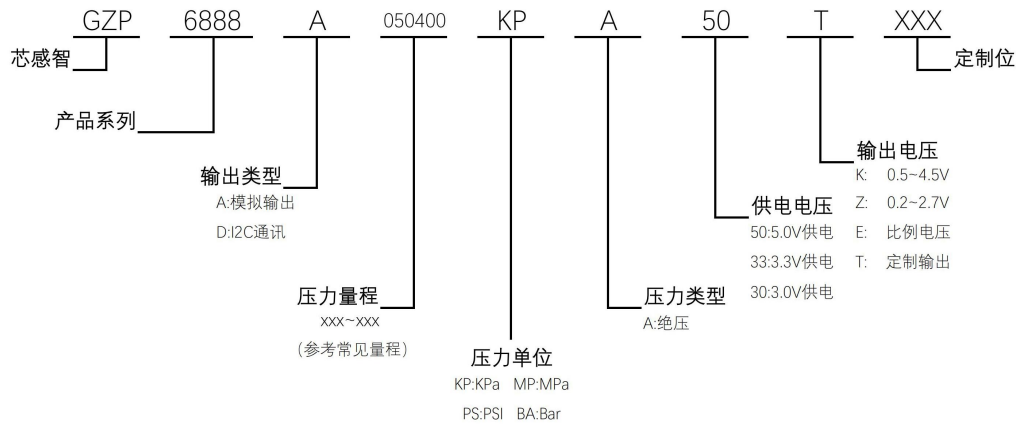 GZP 6888 A 050400 KP A 50 T XXX
芯感智
定制位
产品系列
输出类型
A:模拟输出
D:I2C通讯
压力量程
xxx~xxx
(参考常见量程)
压力单位
KP:KPa MP:MPa
PS:PSI BA:Bar
压力类型
A:绝压
供电电压
50:5.0V供电
33:3.3V供电
30:3.0V供电
输出电压
K: 0.5~4.5V
Z: 0.2~2.7V
E: 比例电压
T: 定制输出